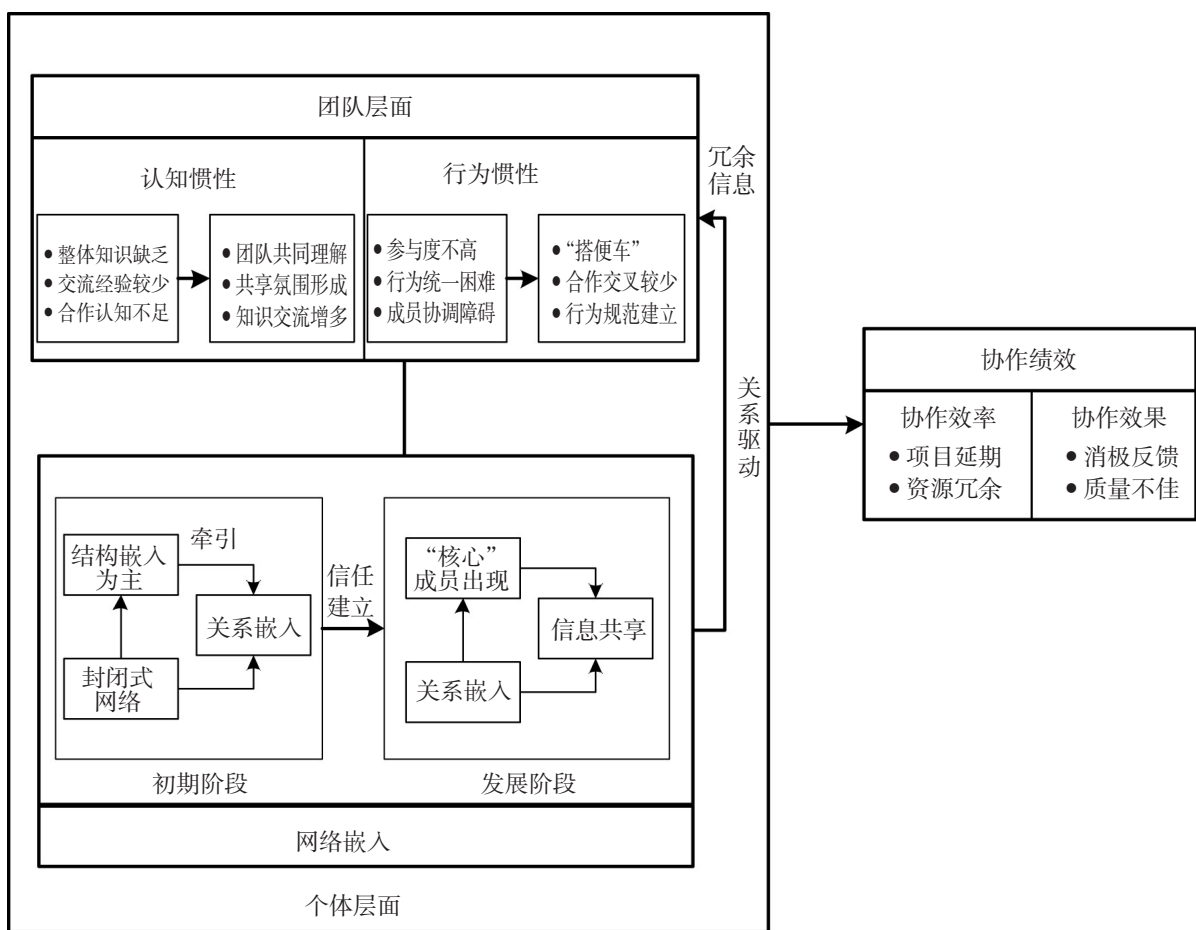 团队层面
认知惯性
● 整体知识缺乏
● 交流经验较少
● 合作认知不足
● 团队共同理解
● 共享氛围形成
● 知识交流增多
行为惯性
● 参与度不高
● 行为统一困难
● 成员协调障碍
● “搭便车”
● 合作交叉较少
● 行为规范建立
冗余
信息
关系驱动
结构嵌入
为主
牵引
关系嵌入
封闭式
网络
初期阶段
信任
建立
“核心”
成员出现
信息共享
关系嵌入
发展阶段
网络嵌入
个体层面
协作绩效
协作效率
● 项目延期
● 资源冗余
协作效果
● 消极反馈
● 质量不佳